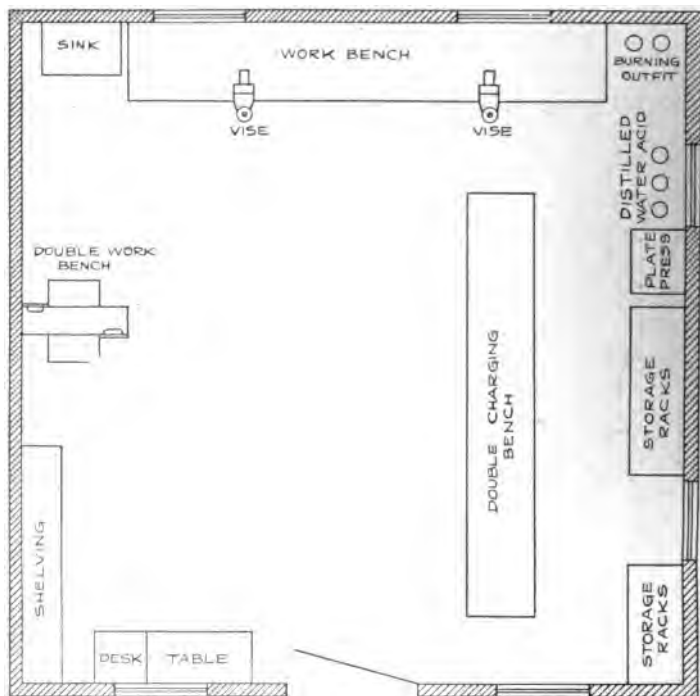 SINK
WORK BENCH
BURNING
OUTFIT
VISE
VISE
DISTILLED
WATER ACID
DOUBLE WORK
BENCH
PLATE
PRESS
DOUBLE CHARGING
BENCH
STORAGE
RACKS
SHELVING
DESK
TABLE
STORAGE
RACKS